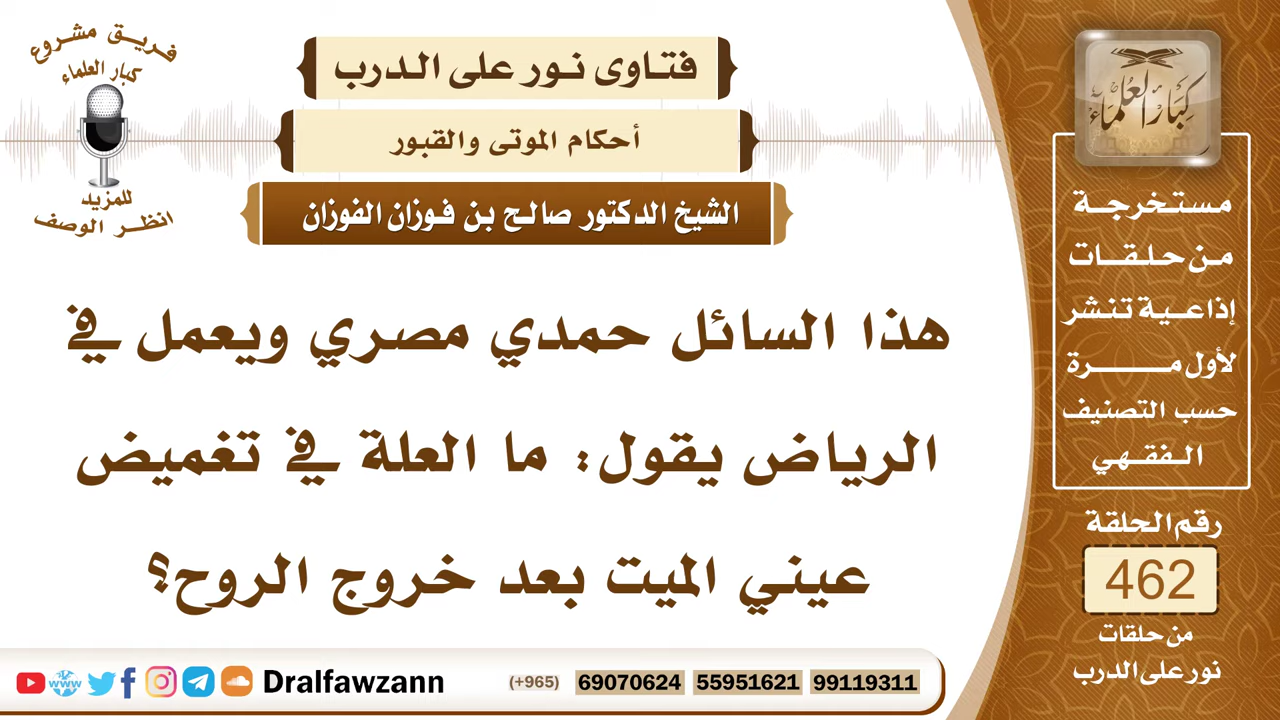 فريق مشروع
كبار العلماء
للمزيد
انظر الوصف
فتاوى نور على الدرب
أحكام الموتى والقبور
الشيخ الدكتور صالح بن فوزان الفوزان
هذا السائل حمدي مصري ويعمل في
الرياض يقول: ما العلة في تغميض
عيني الميت بعد خروج الروح؟
كبار العلماء
مستخرجة
من حلقات
إذاعية تنشر
لأول مرة
حسب التصنيف
الفقهي
رقم الحلقة
462
من حلقات
نور على الدرب
www
Dralfawzann (+965) 69070624 55951621 99119311